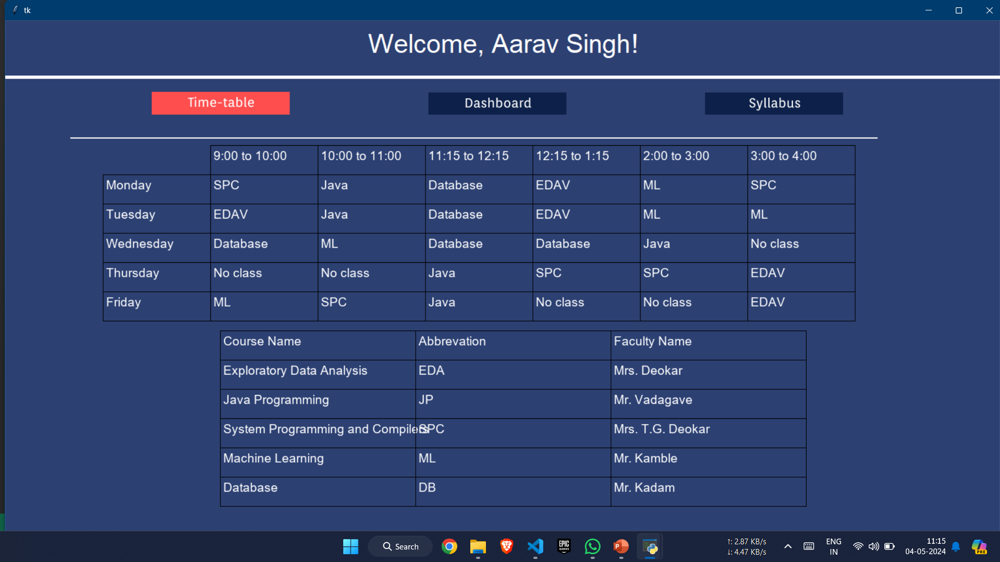 tk
Welcome, Aarav Singh!
Time-table Dashboard Syllabus
9:00 to 10:00 10:00 to 11:00 11:15 to 12:15 12:15 to 1:15 2:00 to 3:00 3:00 to 4:00
Monday SPC Java Database EDAV ML SPC
Tuesday EDAV Java Database EDAV ML ML
Wednesday Database ML Database Database Java No class
Thursday No class No class Java SPC SPC EDAV
Friday ML SPC Java No class No class EDAV
Course Name Abbrevation Faculty Name
Exploratory Data Analysis EDA Mrs. Deokar
Java Programming JP Mr. Vadagave
System Programming and Compilers SPC Mrs. T.G. Deokar
Machine Learning ML Mr. Kamble
Database DB Mr. Kadam
Search
EPIC
GAMES
P
↑: 2.87 KB/s
↓: 4.47 KB/s
ENG
IN
11:15
04-05-2024
PRE